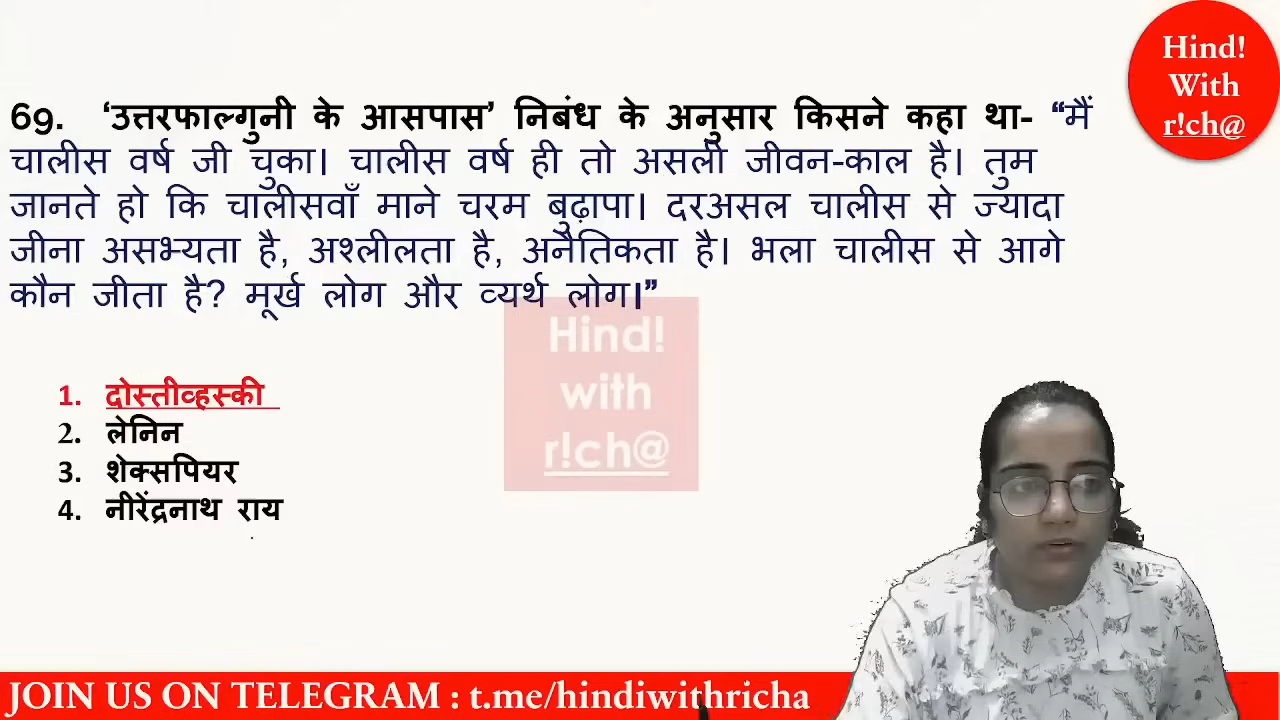 Hind!
With
r!ch@
69. ‘उत्तरफाल्गुनी के आसपास’ निबंध के अनुसार किसने कहा था- “मैं
चालीस वर्ष जी चुका। चालीस वर्ष ही तो असली जीवन-काल है। तुम
जानते हो कि चालीसवाँ माने चरम बुढ़ापा। दरअसल चालीस से ज्यादा
जीना असभ्यता है, अश्लीलता है, अनैतिकता है। भला चालीस से आगे
कौन जीता है? मूर्ख लोग और व्यर्थ लोग।”
Hind!
with
r!ch@
1. दोस्तीव्हस्की
2. लेनिन
3. शेक्सपियर
4. नीरेंद्रनाथ राय
JOIN US ON TELEGRAM : t.me/hindiwithricha